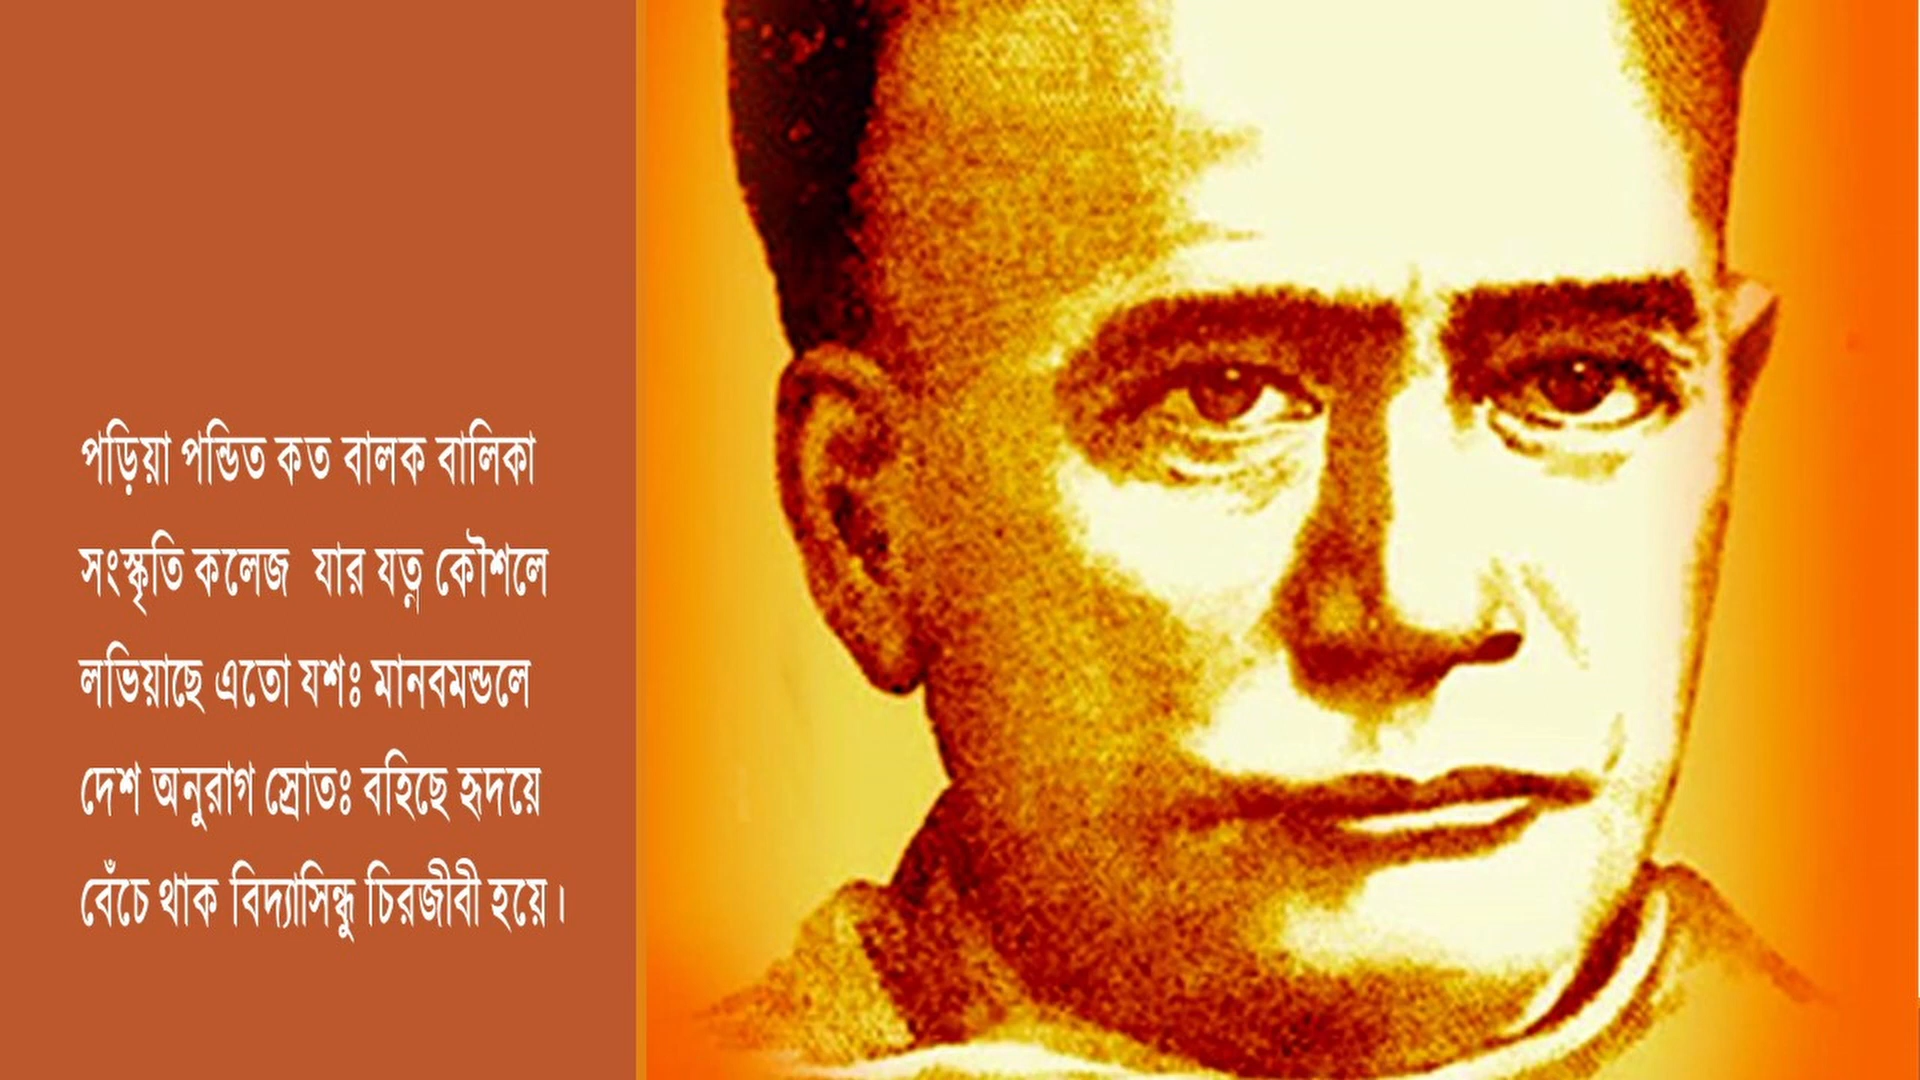 পড়িয়া পন্ডিত কত বালক বালিকা
সংস্কৃতি কলেজ যার যত্ন কৌশলে
লভিয়াছে এতো যশঃ মানবমন্ডলে
দেশ অনুরাগ স্রোতঃ বহিছে হৃদয়ে
বেঁচে থাক বিদ্যাসিন্ধু চিরজীবী হয়ে।